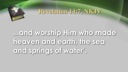 Revelation 14:7, NKJV
...and worship Him who made
heaven and earth, the sea
and springs of water".